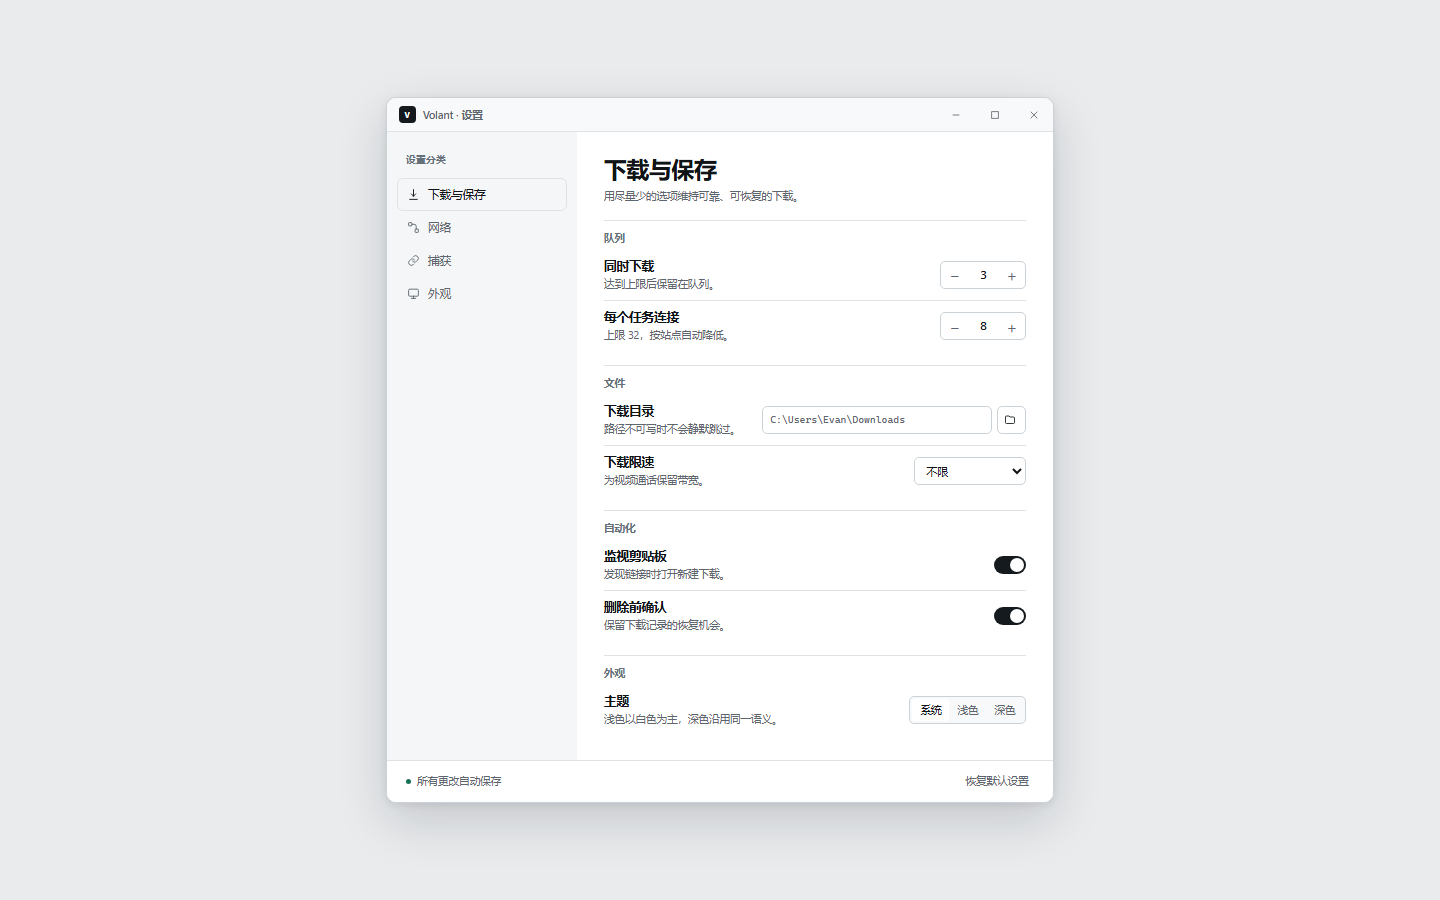 V Volant · 设置
设置分类
下载与保存
网络
捕获
外观
下载与保存
用尽量少的选项维持可靠、可恢复的下载。
队列
同时下载
达到上限后保留在队列。
− 3 +
每个任务连接
上限 32，按站点自动降低。
− 8 +
文件
下载目录
路径不可写时不会静默跳过。
C:\Users\Evan\Downloads
下载限速
为视频通话保留带宽。
不限
自动化
监视剪贴板
发现链接时打开新建下载。
删除前确认
保留下载记录的恢复机会。
外观
主题
浅色以白色为主，深色沿用同一语义。
系统 浅色 深色
所有更改自动保存
恢复默认设置